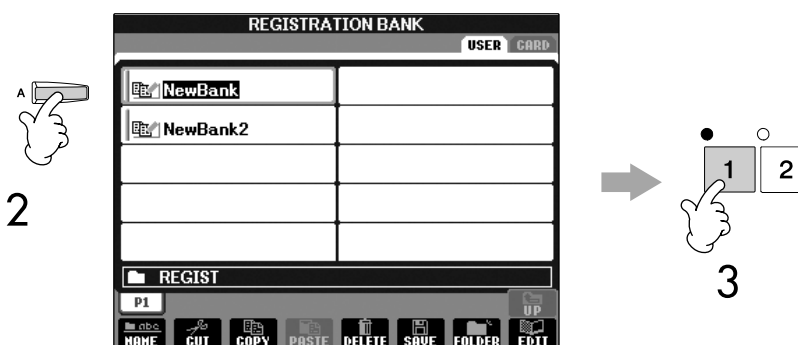 REGISTRATION BANK
USER CARD
A
NewBank
NewBank2
2
1 2
3
REGIST
P1
UP
abc
NAME CUT COPY PASTE DELETE SAVE FOLDER EDIT